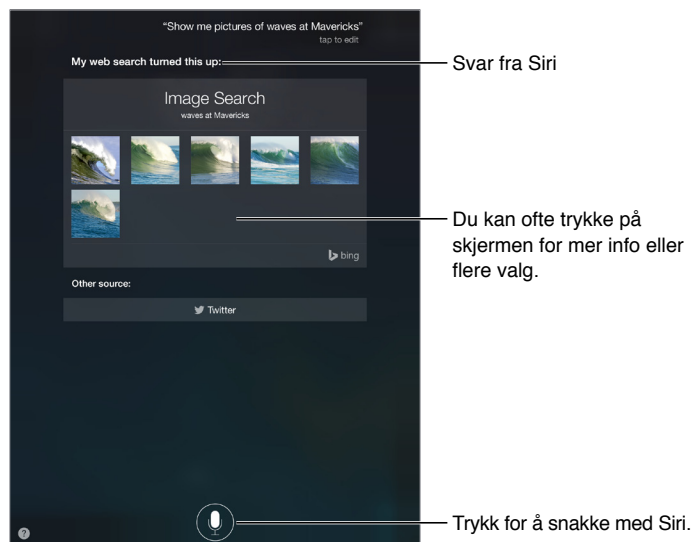 “Show me pictures of waves at Mavericks”
tap to edit
My web search turned this up:
Svar fra Siri
Image Search
waves at Mavericks
Du kan ofte trykke på
skjermen for mer info eller
flere valg.
bing
Other source:
Twitter
Trykk for å snakke med Siri.
?